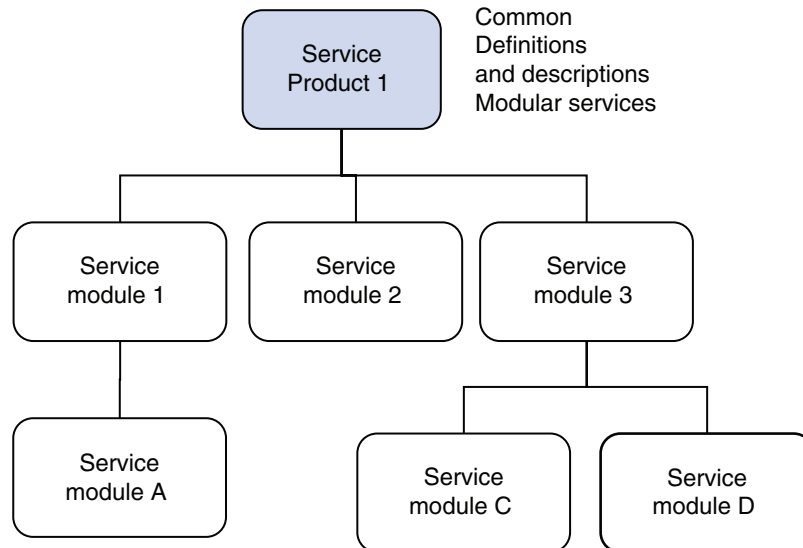 Service
Product 1
Common
Definitions
and descriptions
Modular services
Service
module 1
Service
module 2
Service
module 3
Service
module A
Service
module C
Service
module D